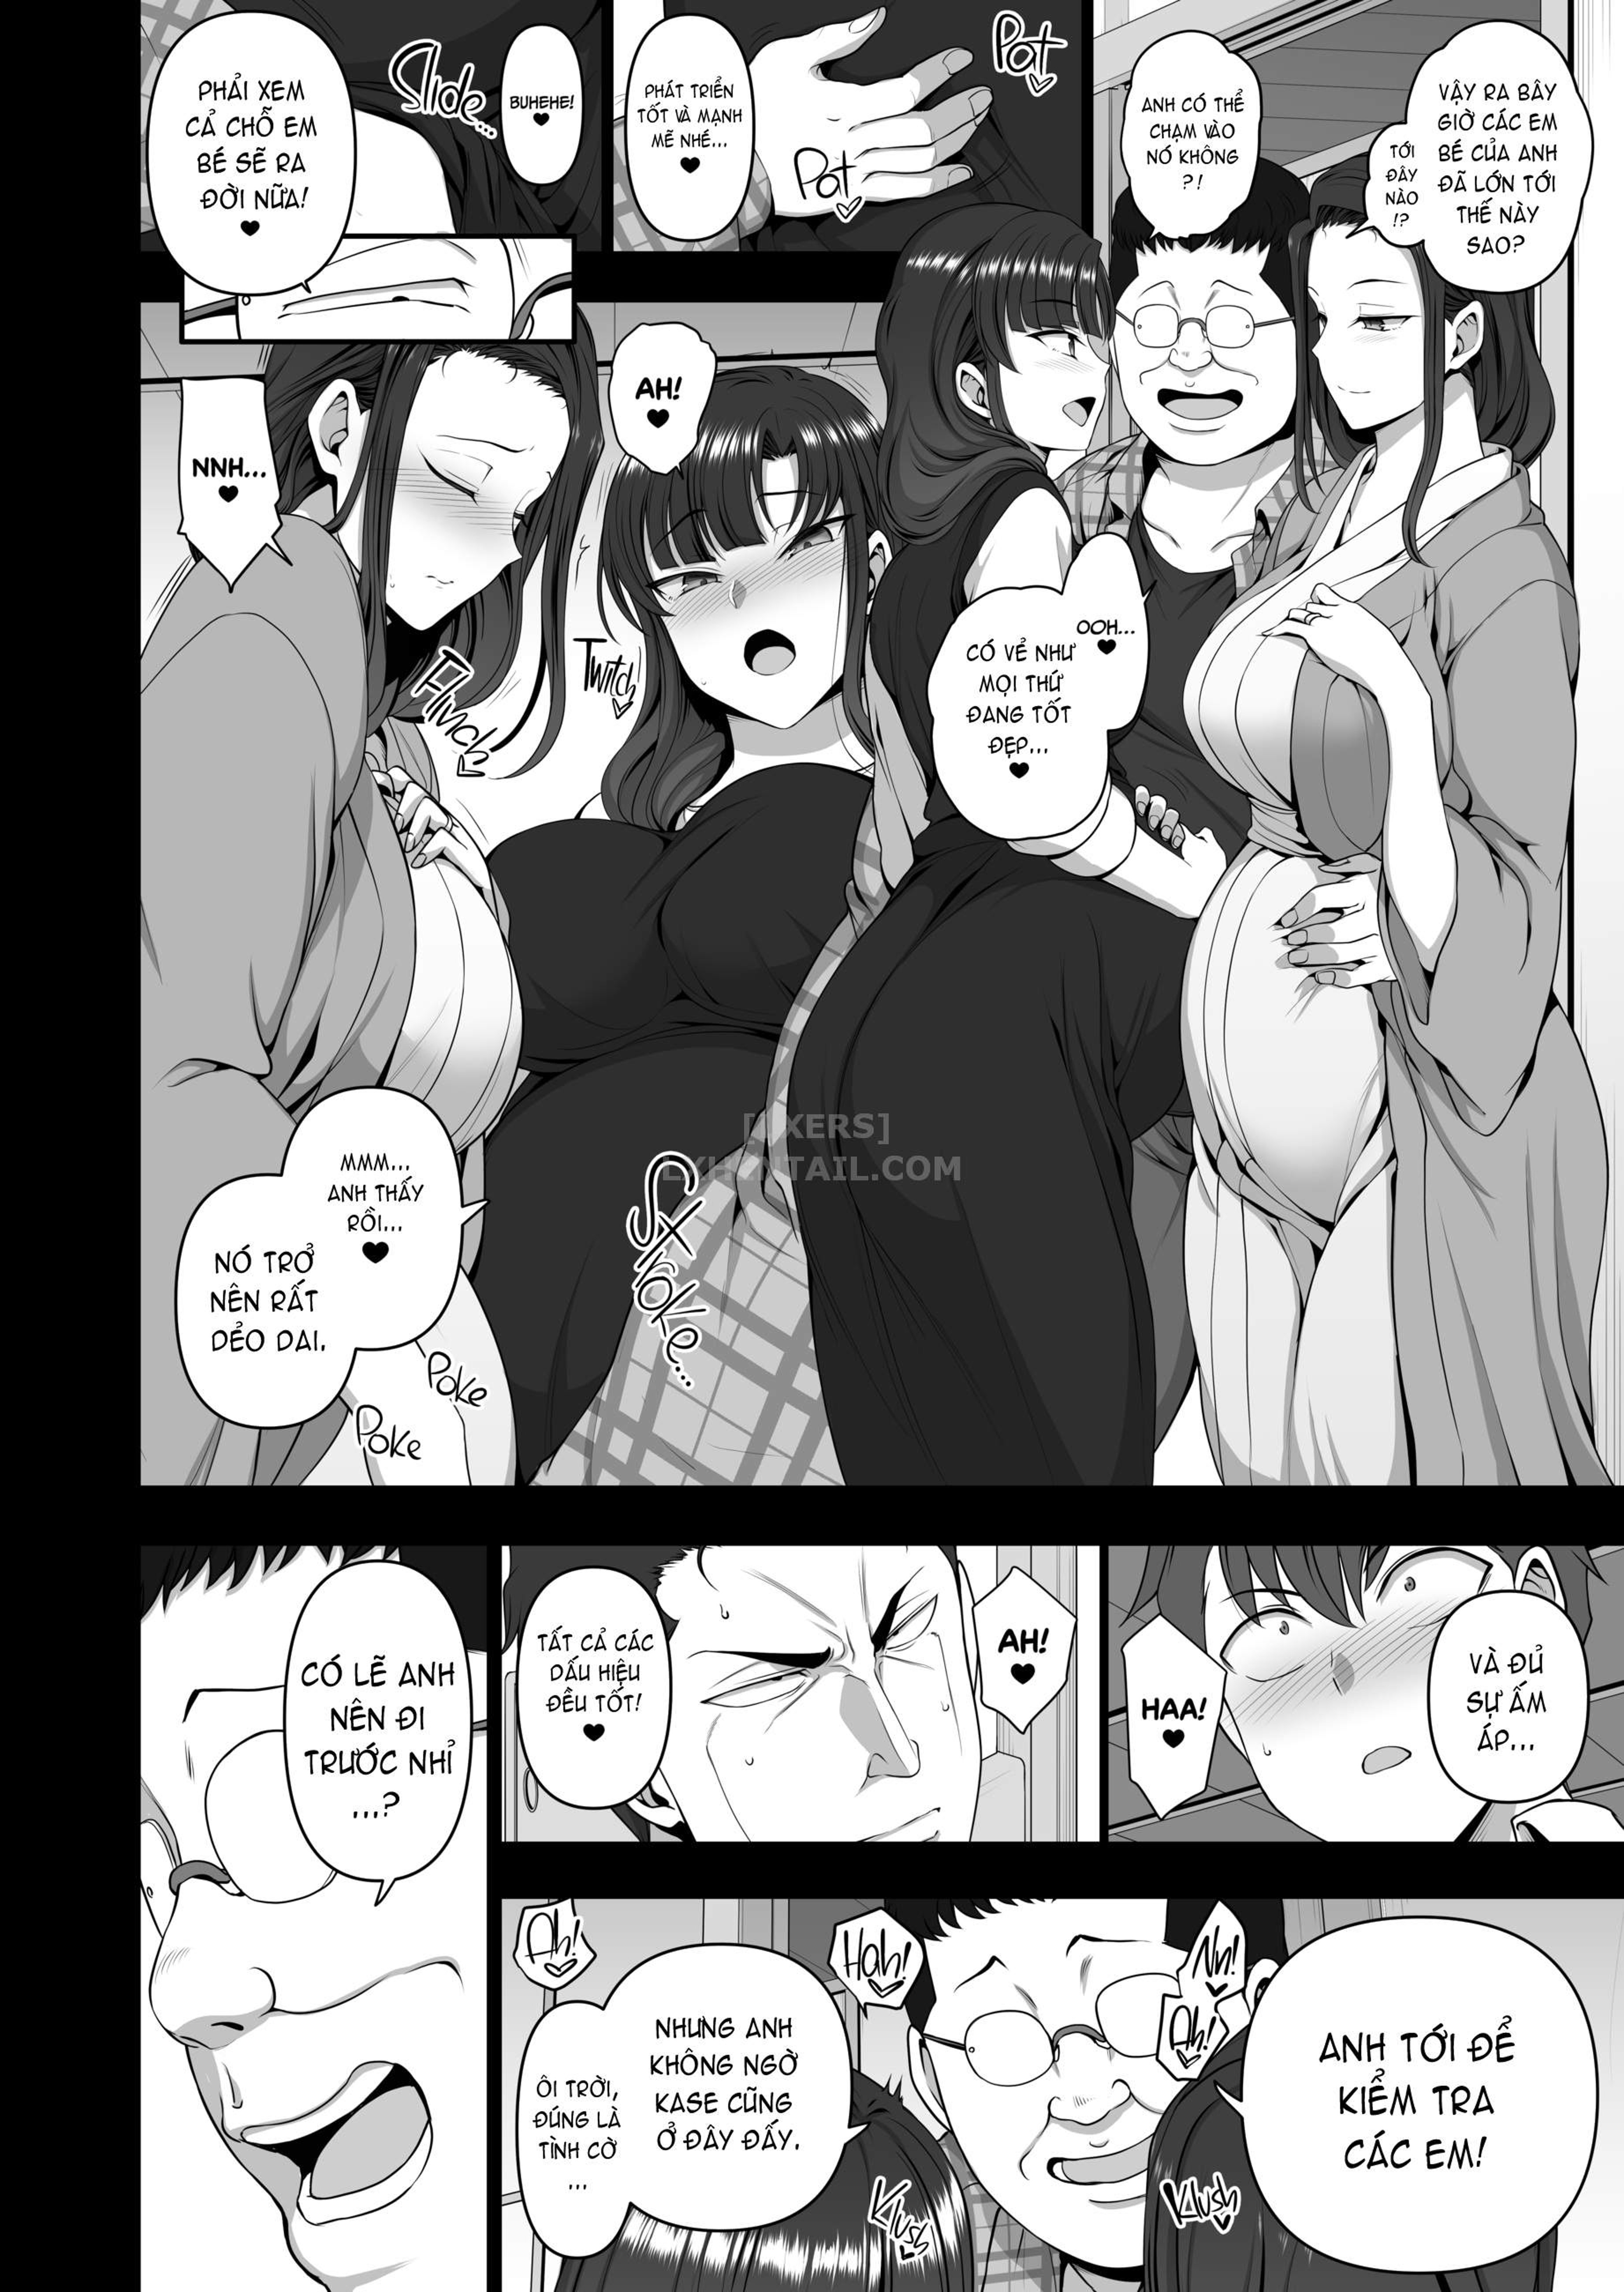 VẬY RA BÂY
GIỜ CÁC EM
BÉ CỦA ANH
ĐÃ LỚN TỚI
THẾ NÀY
SAO?
TỚI
ĐÂY
NÀO
!?
ANH CÓ THỂ
CHẠM VÀO
NÓ KHÔNG
?!
OOH...
CÓ VẺ NHƯ
MỌI THỨ
ĐANG TỐT
ĐẸP...
Pat
Pat
PHÁT TRIỂN
TỐT VÀ MẠNH
MẼ NHÉ...
BUHEHE!
Slide...
PHẢI XEM
CẢ CHỖ EM
BÉ SẼ RA
ĐỜI NỮA!
AH!
NNH...
Twitch
Flinch
[LXERS]
LXHENTAI.COM
Stroke...
MMM...
ANH THẤY
RỒI...
NÓ TRỞ
NÊN RẤT
DẺO DAI.
Poke
Poke
VÀ ĐỦ
SỰ ẤM
ÁP...
HAA!
AH!
TẤT CẢ CÁC
DẤU HIỆU
ĐỀU TỐT!
CÓ LẼ ANH
NÊN ĐI
TRƯỚC NHỈ
...?
ANH TỚI ĐỂ
KIỂM TRA
CÁC EM!
Nn!
Ah!
Hah!
Ah!
NHƯNG ANH
KHÔNG NGỜ
KASE CŨNG
Ở ĐÂY ĐẤY.
ÔI TRỜI,
ĐÚNG LÀ
TÌNH CỜ
...
Klush
Klush